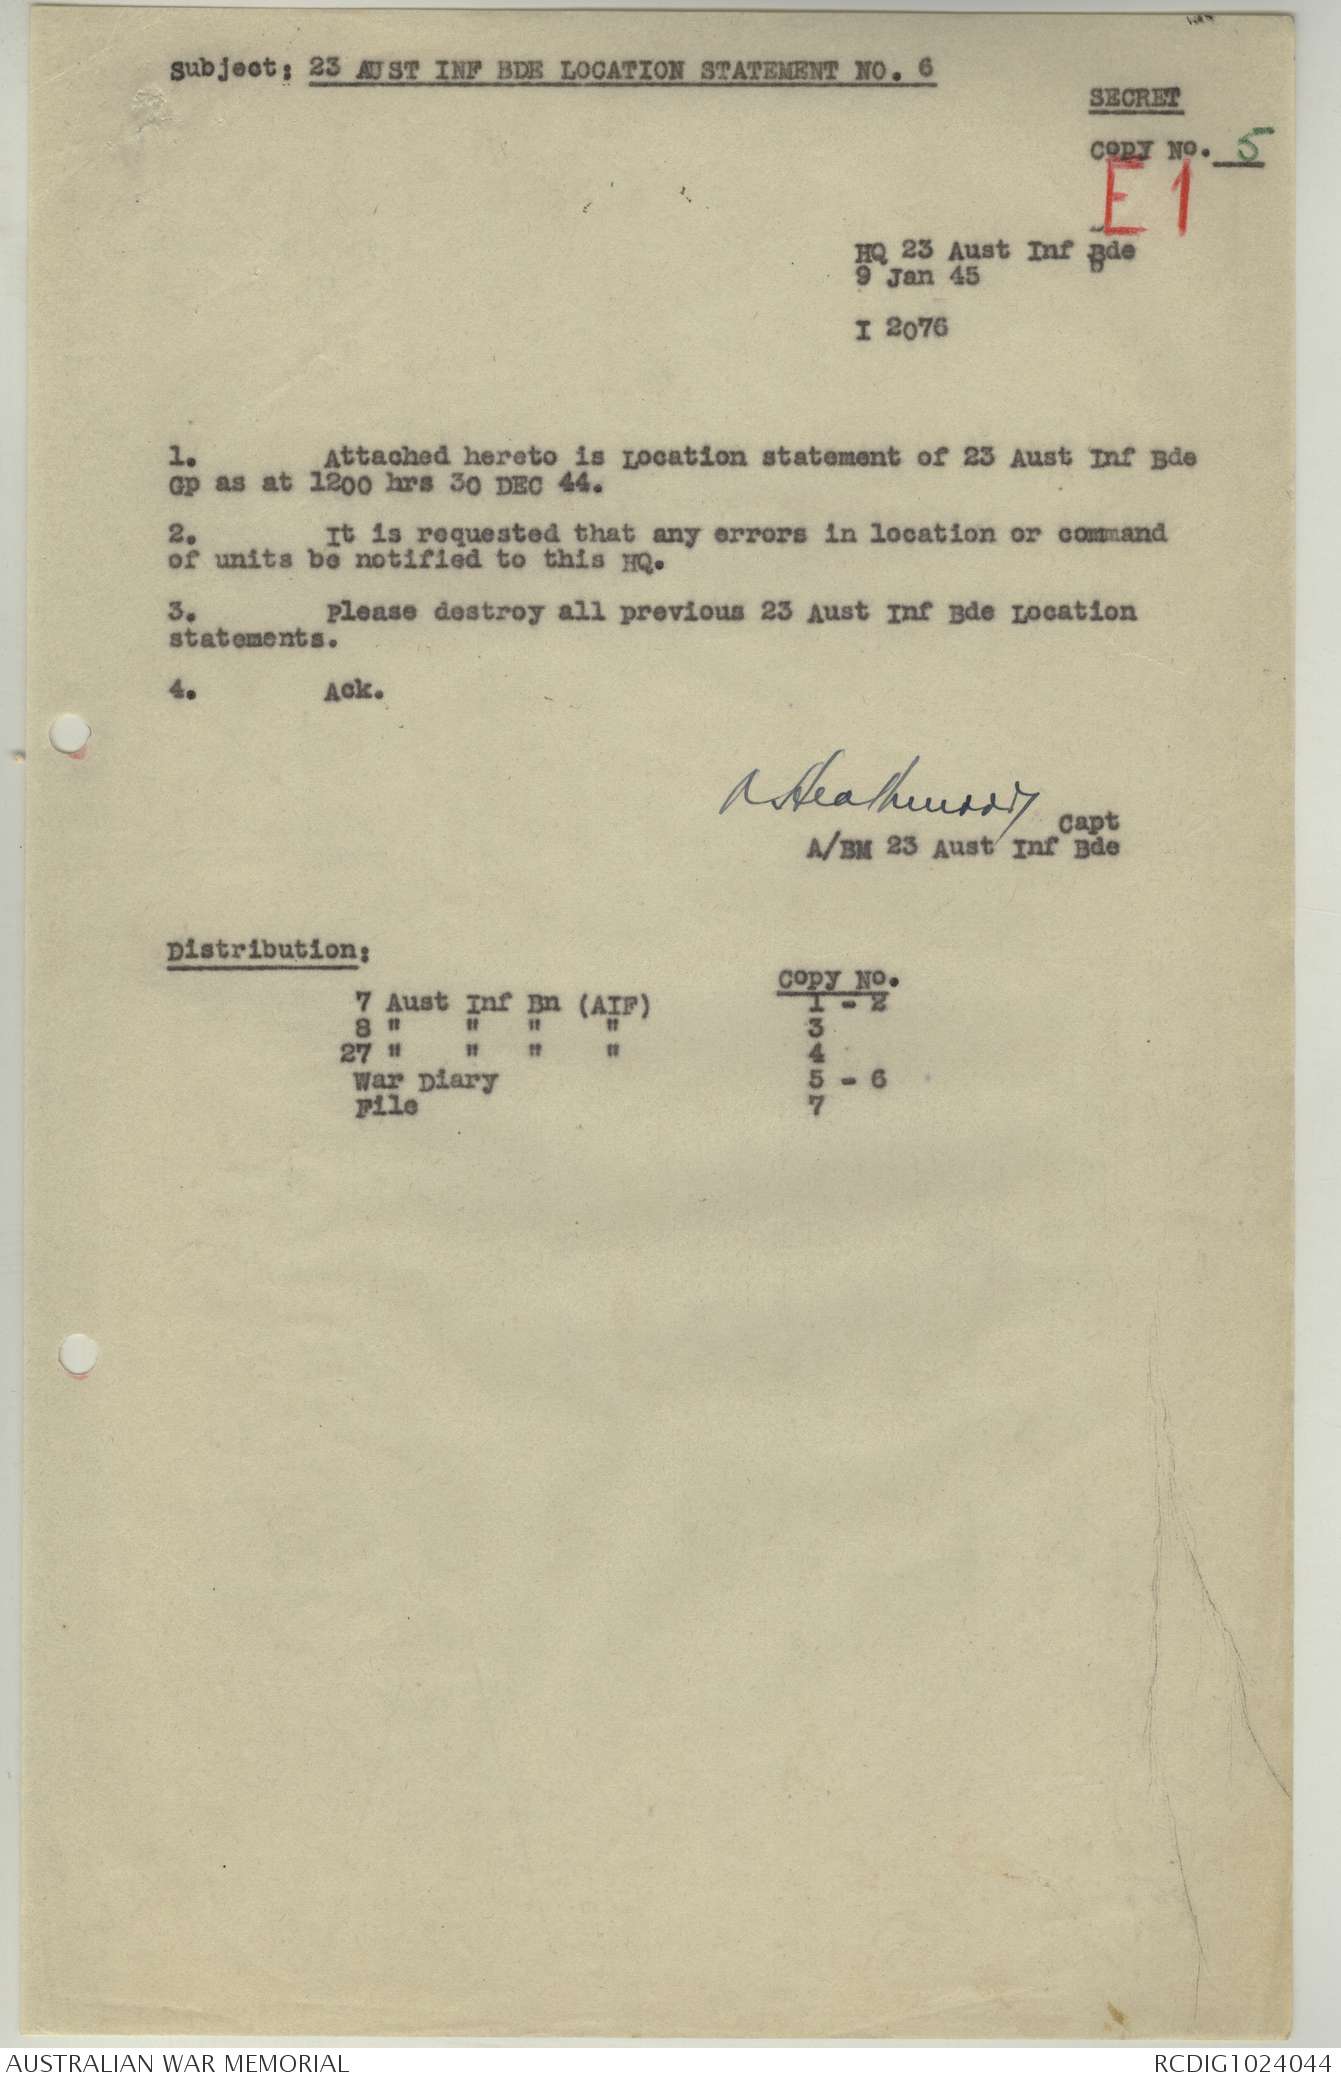 Subject: 23 AUST INF BDE LOCATION STATEMENT NO. 6
SECRET
Copy No. 5
E1
HQ 23 Aust Inf Bde
9 Jan 45
I 2076
1. Attached hereto is Location statement of 23 Aust Inf Bde
Gp as at 1200 hrs 30 DEC 44.
2. It is requested that any errors in location or command
of units be notified to this HQ.
3. Please destroy all previous 23 Aust Inf Bde Location
statements.
4. Ack.
Capt
A/BM 23 Aust Inf Bde
Distribution:
Copy No.
7 Aust Inf Bn (AIF) 1 - 2
8 " " " " 3
27 " " " " 4
War Diary 5 - 6
File 7
AUSTRALIAN WAR MEMORIAL RCDIG1024044